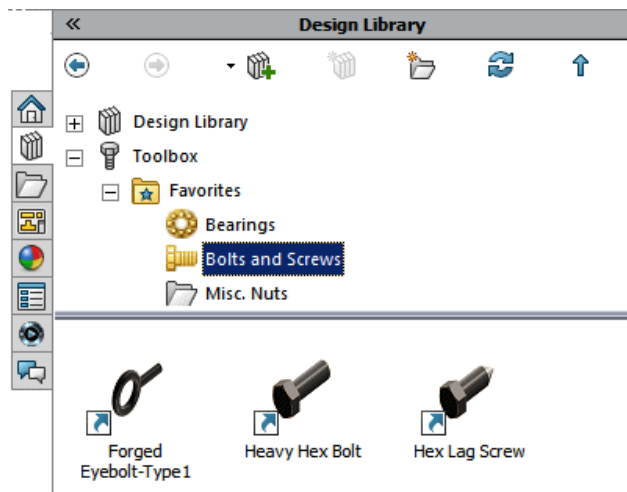 Design Library
Design Library
Toolbox
Favorites
Bearings
Bolts and Screws
Misc. Nuts
Forged
Eyebolt-Type1
Heavy Hex Bolt
Hex Lag Screw